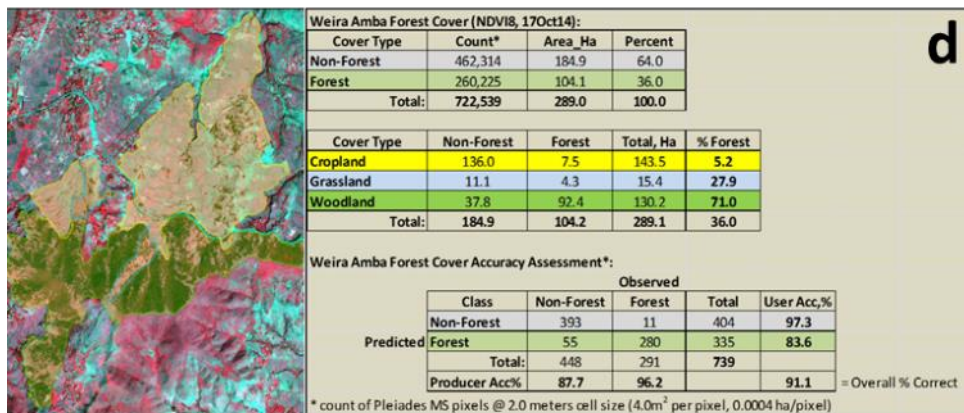 d
Weira Amba Forest Cover (NDVI8, 17Oct14):
Cover Type Count* Area_Ha Percent
Non-Forest 462,314 184.9 64.0
Forest 260,225 104.1 36.0
Total: 722,539 289.0 100.0
Cover Type Non-Forest Forest Total, Ha % Forest
Cropland 136.0 7.5 143.5 5.2
Grassland 11.1 4.3 15.4 27.9
Woodland 37.8 92.4 130.2 71.0
Total: 184.9 104.2 289.1 36.0
Weira Amba Forest Cover Accuracy Assessment*:
Observed
Class Non-Forest Forest Total User Acc,%
Non-Forest 393 11 404 97.3
Predicted Forest 55 280 335 83.6
Total: 448 291 739
Producer Acc% 87.7 96.2 91.1 = Overall % Correct
* count of Pleiades MS pixels @ 2.0 meters cell size (4.0m² per pixel, 0.0004 ha/pixel)